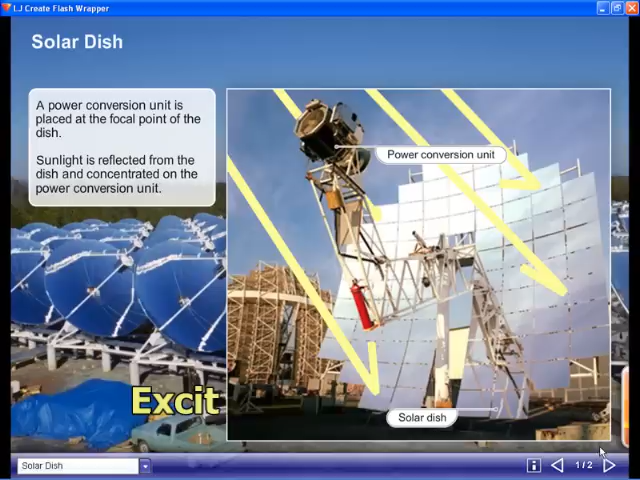 LJ Create Flash Wrapper
Solar Dish
A power conversion unit is
placed at the focal point of the
dish.
Sunlight is reflected from the
dish and concentrated on the
power conversion unit.
Power conversion unit
Excit
Solar dish
Solar Dish
1 / 2